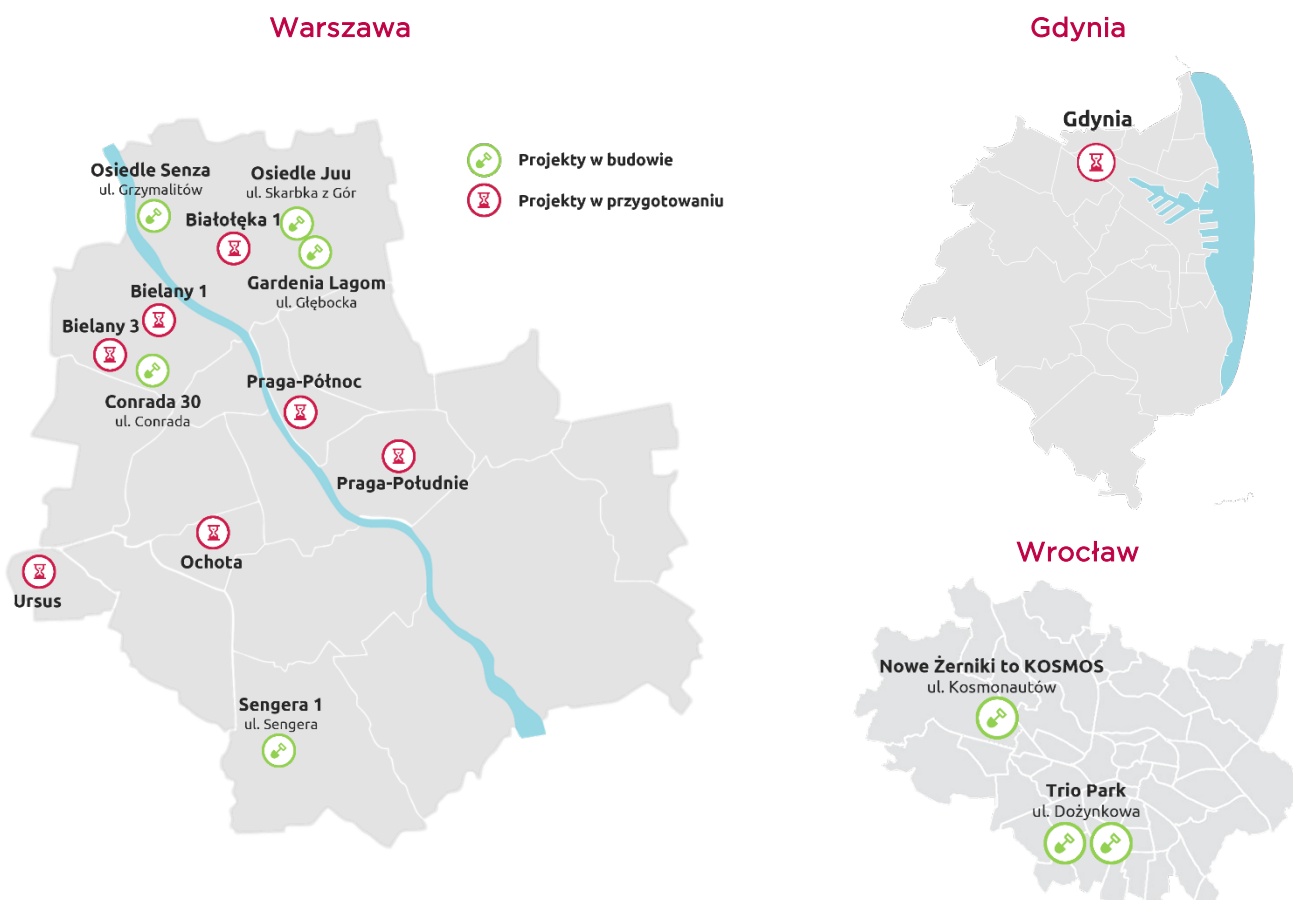 Warszawa
Gdynia
Projekty w budowie
Projekty w przygotowaniu
Osiedle Senza
ul. Grzymalitów
Osiedle Juu
ul. Skarbka z Gór
Białołęka 1
Gardenia Lagom
ul. Głębocka
Bielany 1
Bielany 3
Conrada 30
ul. Conrada
Praga-Północ
Praga-Południe
Ochota
Ursus
Sengera 1
ul. Sengera
Gdynia
Wrocław
Nowe Żerniki to KOSMOS
ul. Kosmonautów
Trio Park
ul. Dożynkowa